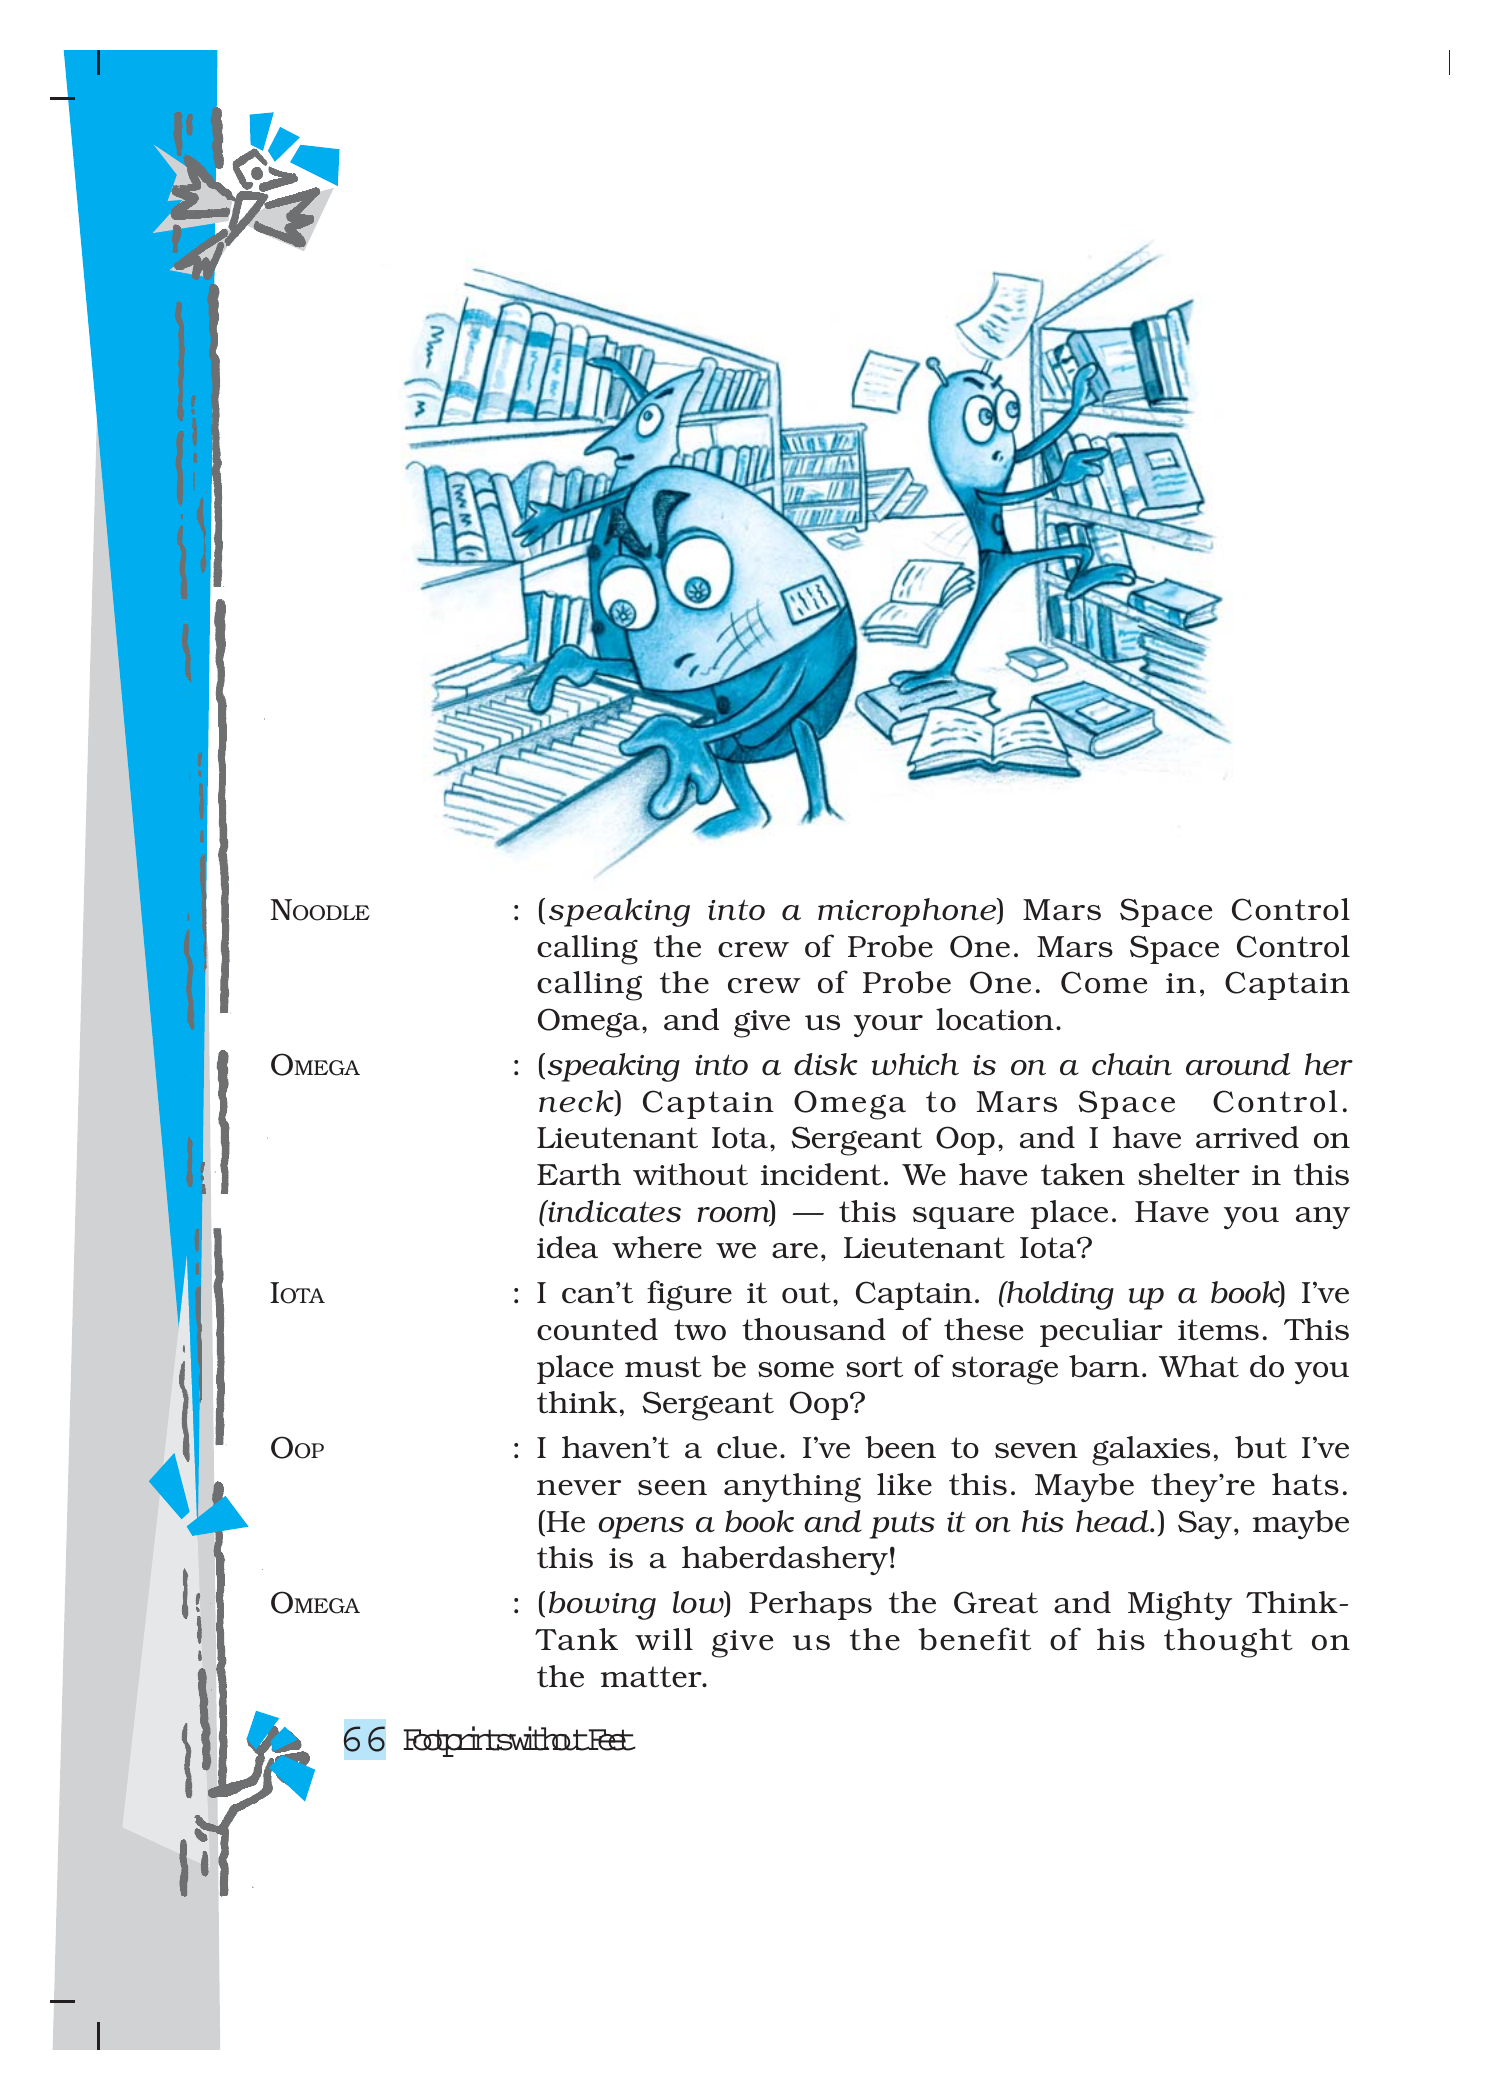 NOODLE : (speaking into a microphone) Mars Space Control
calling the crew of Probe One. Mars Space Control
calling the crew of Probe One. Come in, Captain
Omega, and give us your location.
OMEGA : (speaking into a disk which is on a chain around her
neck) Captain Omega to Mars Space Control.
Lieutenant Iota, Sergeant Oop, and I have arrived on
Earth without incident. We have taken shelter in this
(indicates room) — this square place. Have you any
idea where we are, Lieutenant Iota?
IOTA : I can't figure it out, Captain. (holding up a book) I've
counted two thousand of these peculiar items. This
place must be some sort of storage barn. What do you
think, Sergeant Oop?
OOP : I haven't a clue. I've been to seven galaxies, but I've
never seen anything like this. Maybe they're hats.
(He opens a book and puts it on his head.) Say, maybe
this is a haberdashery!
OMEGA : (bowing low) Perhaps the Great and Mighty Think-
Tank will give us the benefit of his thought on
the matter.
66 Footprints without Feet